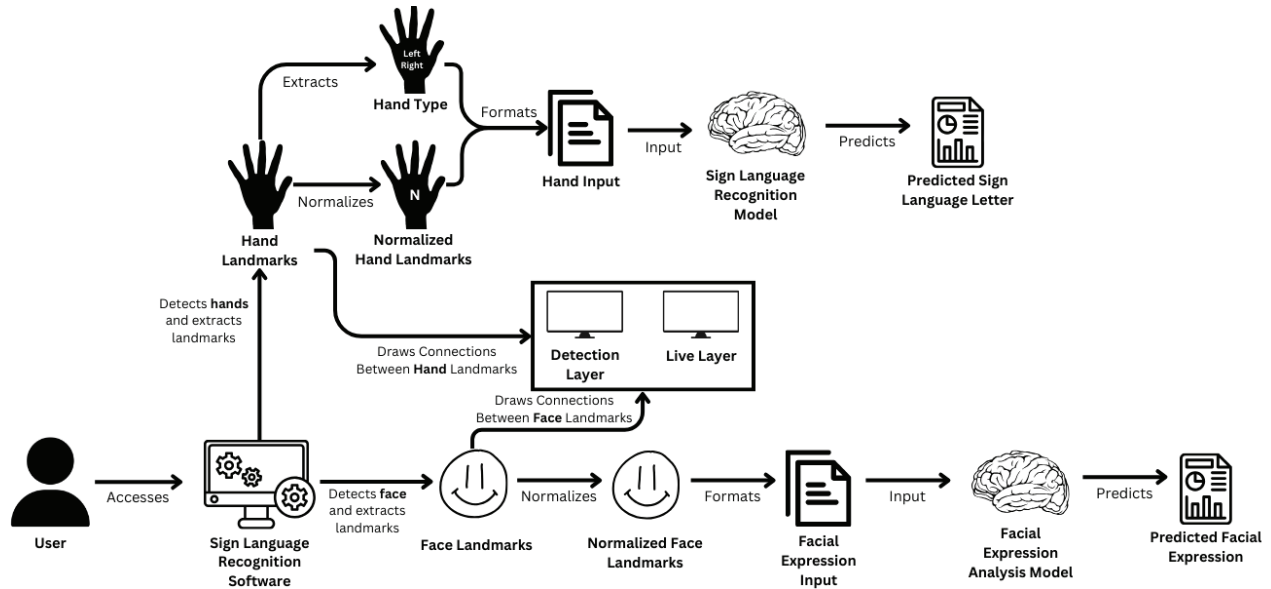 Left
Right
Extracts
Hand Type
Formats
Hand Input
Input
Sign Language
Recognition
Model
Predicts
Predicted Sign
Language Letter
N
Normalizes
Hand
Landmarks
Normalized
Hand Landmarks
Detects hands
and extracts
landmarks
Draws Connections
Between Hand Landmarks
Detection
Layer
Live Layer
Draws Connections
Between Face Landmarks
User
Accesses
Sign Language
Recognition
Software
Detects face
and extracts
landmarks
Face Landmarks
Normalizes
Normalized Face
Landmarks
Formats
Facial
Expression
Input
Input
Facial
Expression
Analysis Model
Predicts
Predicted Facial
Expression